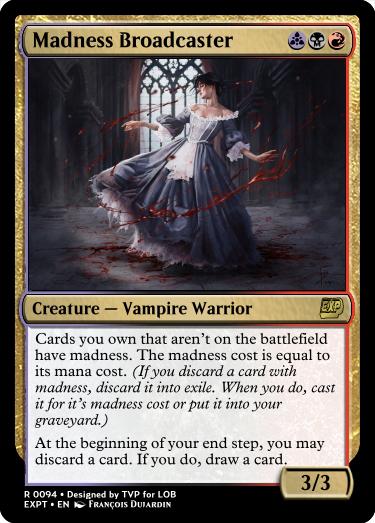 Madness Broadcaster
Creature — Vampire Warrior
EXP
Cards you own that aren't on the battlefield
have madness. The madness cost is equal to
its mana cost. (If you discard a card with
madness, discard it into exile. When you do, cast
it for it's madness cost or put it into your
graveyard.)
At the beginning of your end step, you may
discard a card. If you do, draw a card.
3/3
R 0094 • Designed by TVP for LOB
EXPT • EN François Dujardin